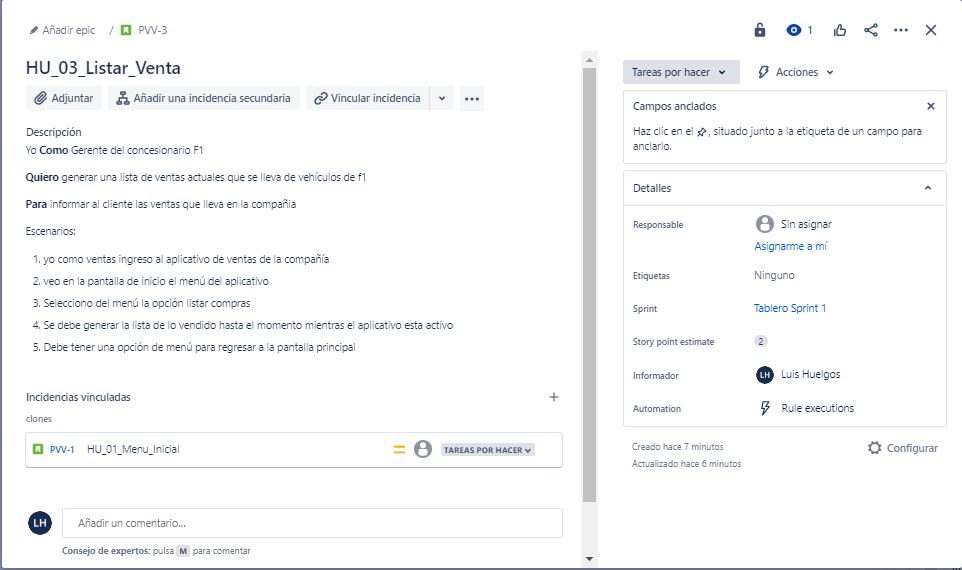 Añadir epic / PVV-3
1
HU_03_Listar_Venta
Adjuntar Añadir una incidencia secundaria Vincular incidencia
Descripción
Yo Como Gerente del concesionario F1
Quiero generar una lista de ventas actuales que se lleva de vehículos de f1
Para informar al cliente las ventas que lleva en la compañia
Escenarios:
1. yo como ventas ingreso al aplicativo de ventas de la compañía
2. veo en la pantalla de inicio el menú del aplicativo
3. Selecciono del menú la opción listar compras
4. Se debe generar la lista de lo vendido hasta el momento mientras el aplicativo esta activo
5. Debe tener una opción de menú para regresar a la pantalla principal
Incidencias vinculadas
clones
PVV-1 HU_01_Menu_Inicial TAREAS POR HACER
LH Añadir un comentario...
Consejo de expertos: pulsa M para comentar
Tareas por hacer Acciones
Campos anclados
Haz clic en el , situado junto a la etiqueta de un campo para
anclarlo.
Detalles
Responsable Sin asignar
Asignarme a mí
Etiquetas Ninguno
Sprint Tablero Sprint 1
Story point estimate 2
Informador LH Luis Huelgos
Automation Rule executions
Creado hace 7 minutos Configurar
Actualizado hace 6 minutos